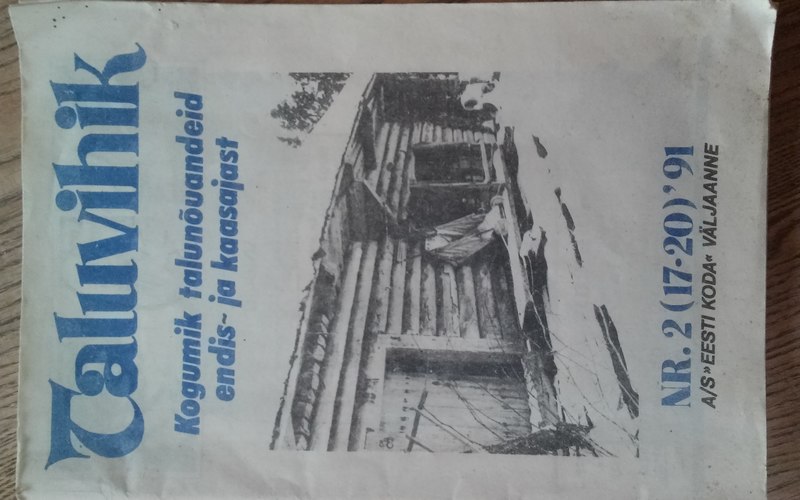 Taluvihik
Kogumik talunõuandeid
endis- ja kaasajast
NR. 2 (17-20)'91
A/S »EESTI KODA« VÄLJAANNE